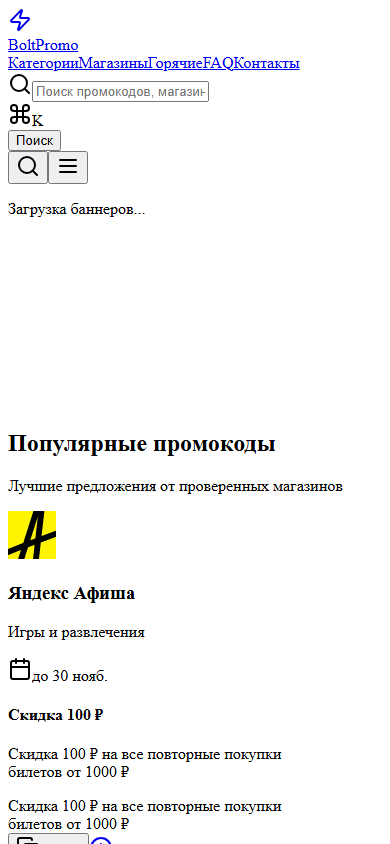 BoltPromo
КатегорииМагазиныГорячиеFAQКонтакты
Поиск промокодов, магазин
K
Поиск
Загрузка баннеров...
Популярные промокоды
Лучшие предложения от проверенных магазинов
Яндекс Афиша
Игры и развлечения
до 30 нояб.
Скидка 100 ₽
Скидка 100 ₽ на все повторные покупки
билетов от 1000 ₽
Скидка 100 ₽ на все повторные покупки
билетов от 1000 ₽